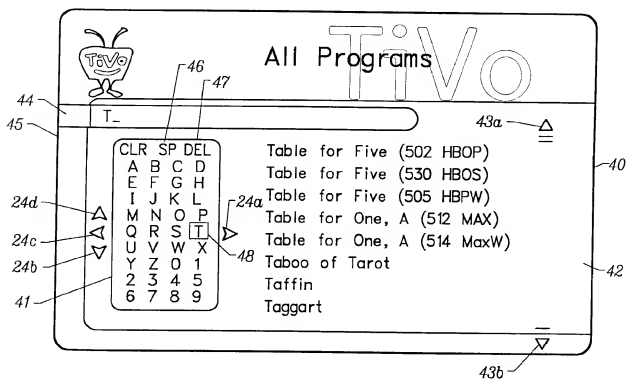 TiVo
TiVo
All Programs
46
47
44
45
T_
43a
CLR SP DEL
A B C D
E F G H
I J K L
M N O P
Q R S T
U V W X
Y Z 0 1
2 3 4 5
6 7 8 9
24d
24c
24b
41
24a
48
Table for Five (502 HBOP)
Table for Five (530 HBOS)
Table for Five (505 HBPW)
Table for One, A (512 MAX)
Table for One, A (514 MaxW)
Taboo of Tarot
Taffin
Taggart
40
42
43b